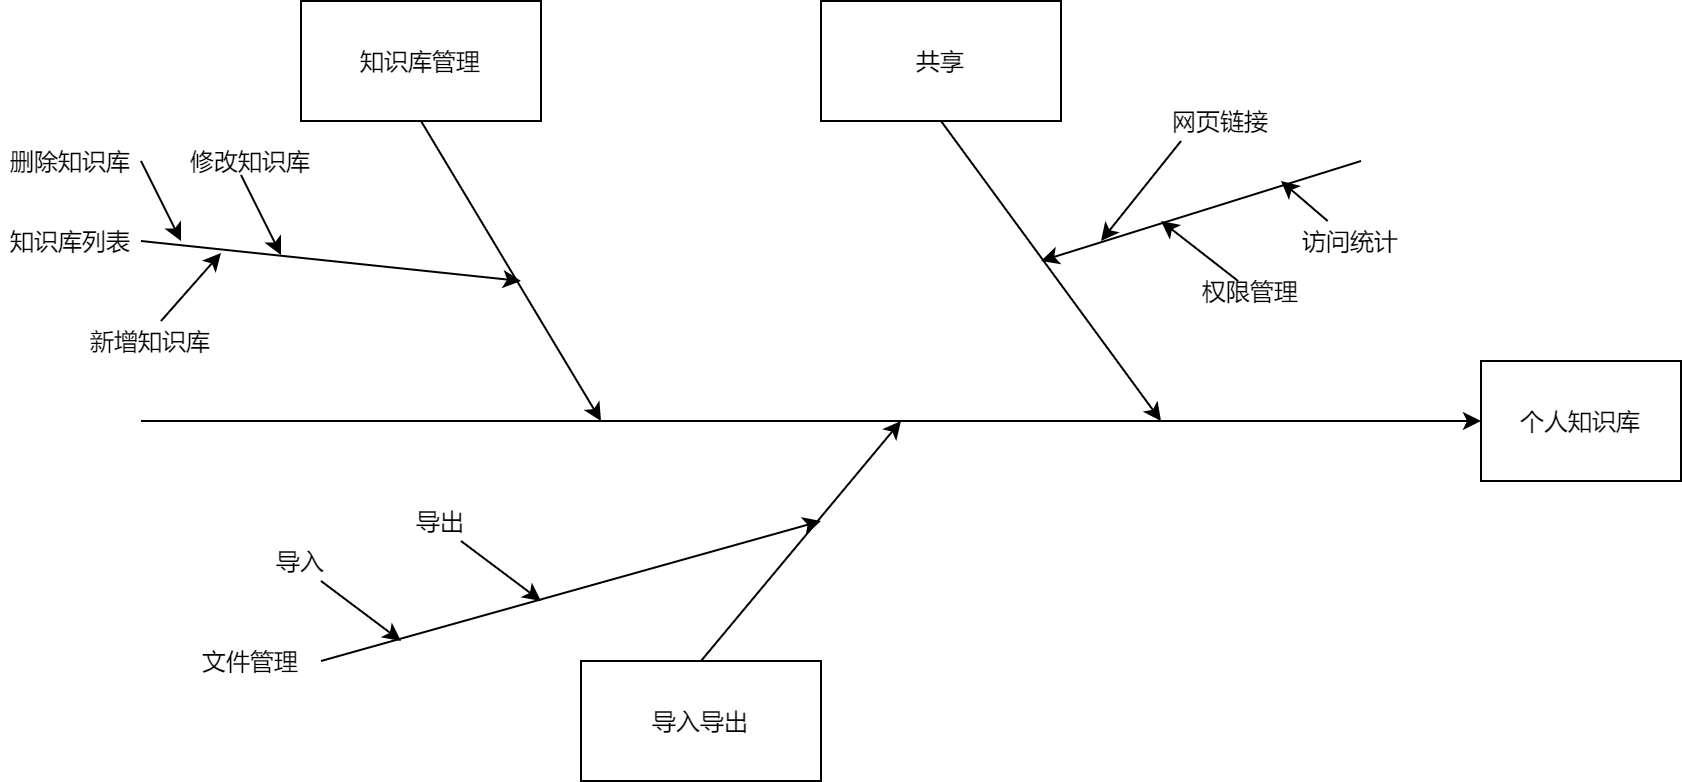 知识库管理
共享
网页链接
删除知识库
修改知识库
知识库列表
访问统计
权限管理
新增知识库
个人知识库
导出
导入
文件管理
导入导出